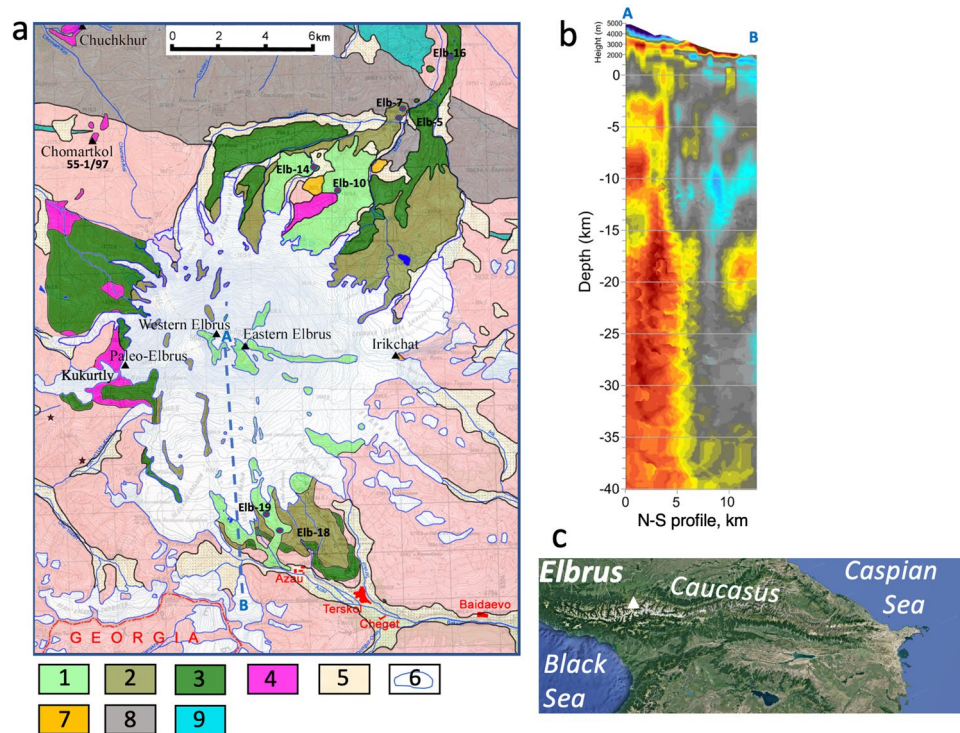 a
Chuchkhur
0 2 4 6km
Elb-16
Elb-7
Elb-5
Chomartkol
55-1/97
Elb-14
Elb-10
Western Elbrus
A
Eastern Elbrus
Irikchat
Paleo-Elbrus
Kukurtly
Elb-19
Elb-18
Azau
Terskol
Baidaevo
Cheget
B
GEORGIA
1 2 3 4 5 6
7 8 9
b
A
B
Height (m)
5000
4000
3000
2000
0
-5
-10
-15
-20
-25
-30
-35
-40
Depth (km)
0 5 10
N-S profile, km
c
Elbrus
Caucasus
Caspian
Sea
Black
Sea